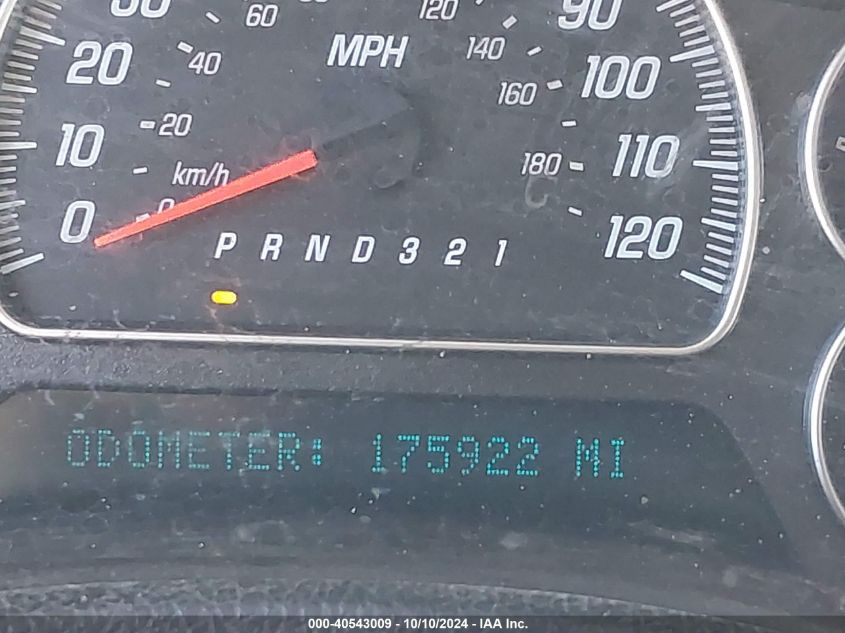 60 120 90
20 40 MPH 140 100
160
10 20 180 110
km/h
0 0 120
P R N D 3 2 1
ODOMETER: 175922 MI
000-40543009 - 10/10/2024 - IAA Inc.